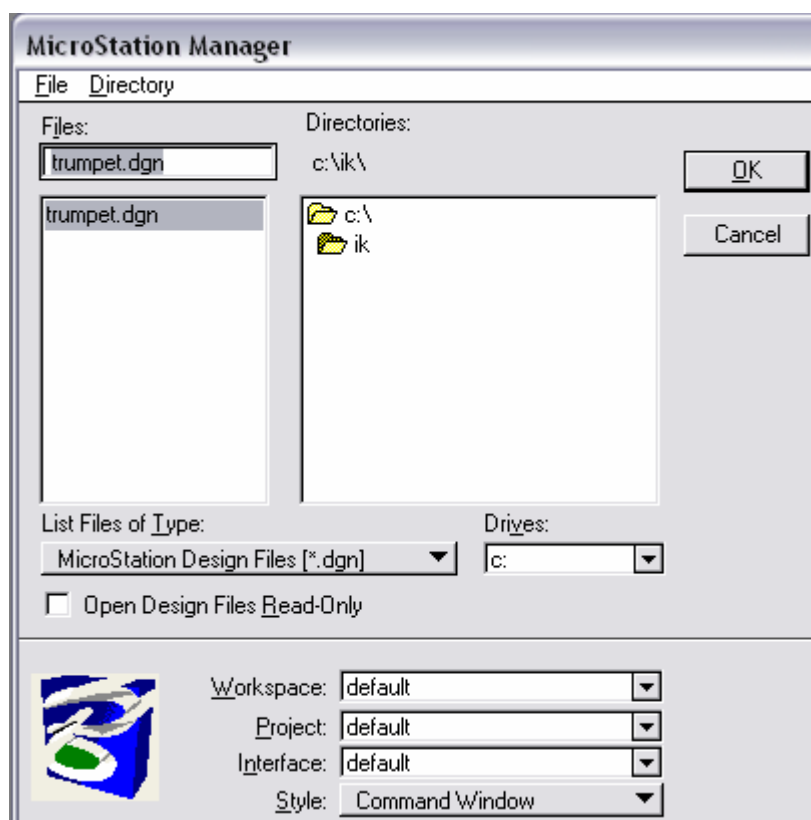 MicroStation Manager
File Directory
Files:
Directories:
trumpet.dgn
c:\ik\
OK
trumpet.dgn
c:\
ik
Cancel
List Files of Type:
Drives:
MicroStation Design Files [*.dgn]
c:
Open Design Files Read-Only
Workspace: default
Project: default
Interface: default
Style: Command Window